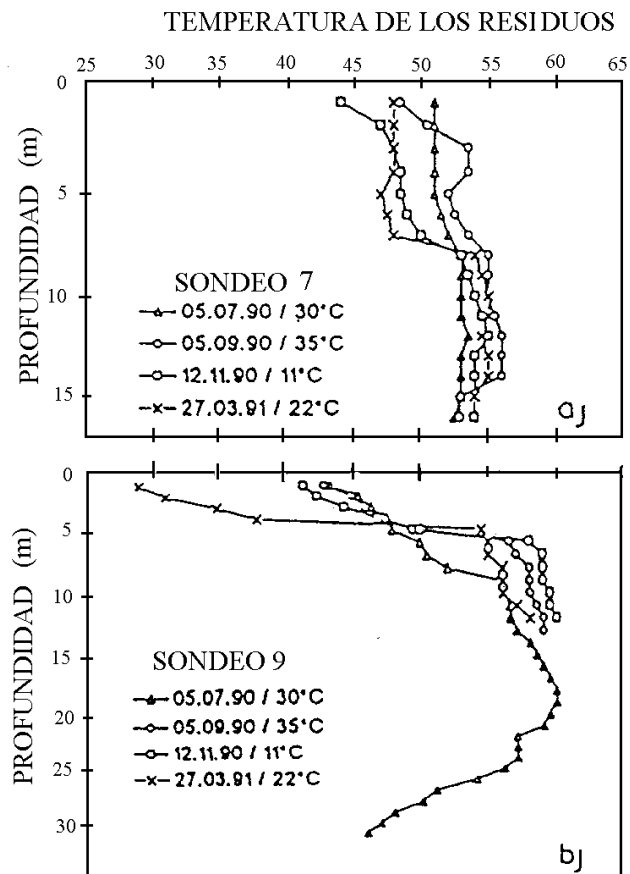 TEMPERATURA DE LOS RESIDUOS
25 30 35 40 45 50 55 60 65
PROFUNDIDAD (m)
0
5
10
15
SONDEO 7
05.07.90 / 30°C
05.09.90 / 35°C
12.11.90 / 11°C
27.03.91 / 22°C
a)
PROFUNDIDAD (m)
0
5
10
15
20
25
30
SONDEO 9
05.07.90 / 30°C
05.09.90 / 35°C
12.11.90 / 11°C
27.03.91 / 22°C
b)